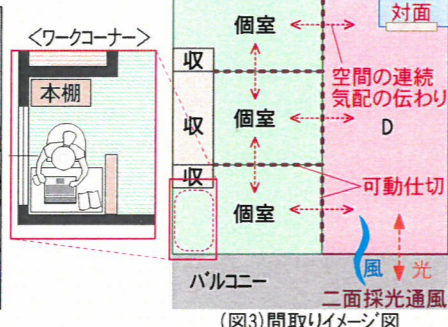 <ワークコーナー>
本棚
収
個室
収
個室
収
個室
対面
空間の連続
気配の伝わり
D
可動仕切
バルコニー
風
光
二面採光通風
(図3)間取りイメージ図